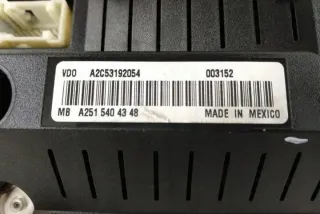 VDO A2C53192054 003152
MB A251 540 43 48 MADE IN MEXICO